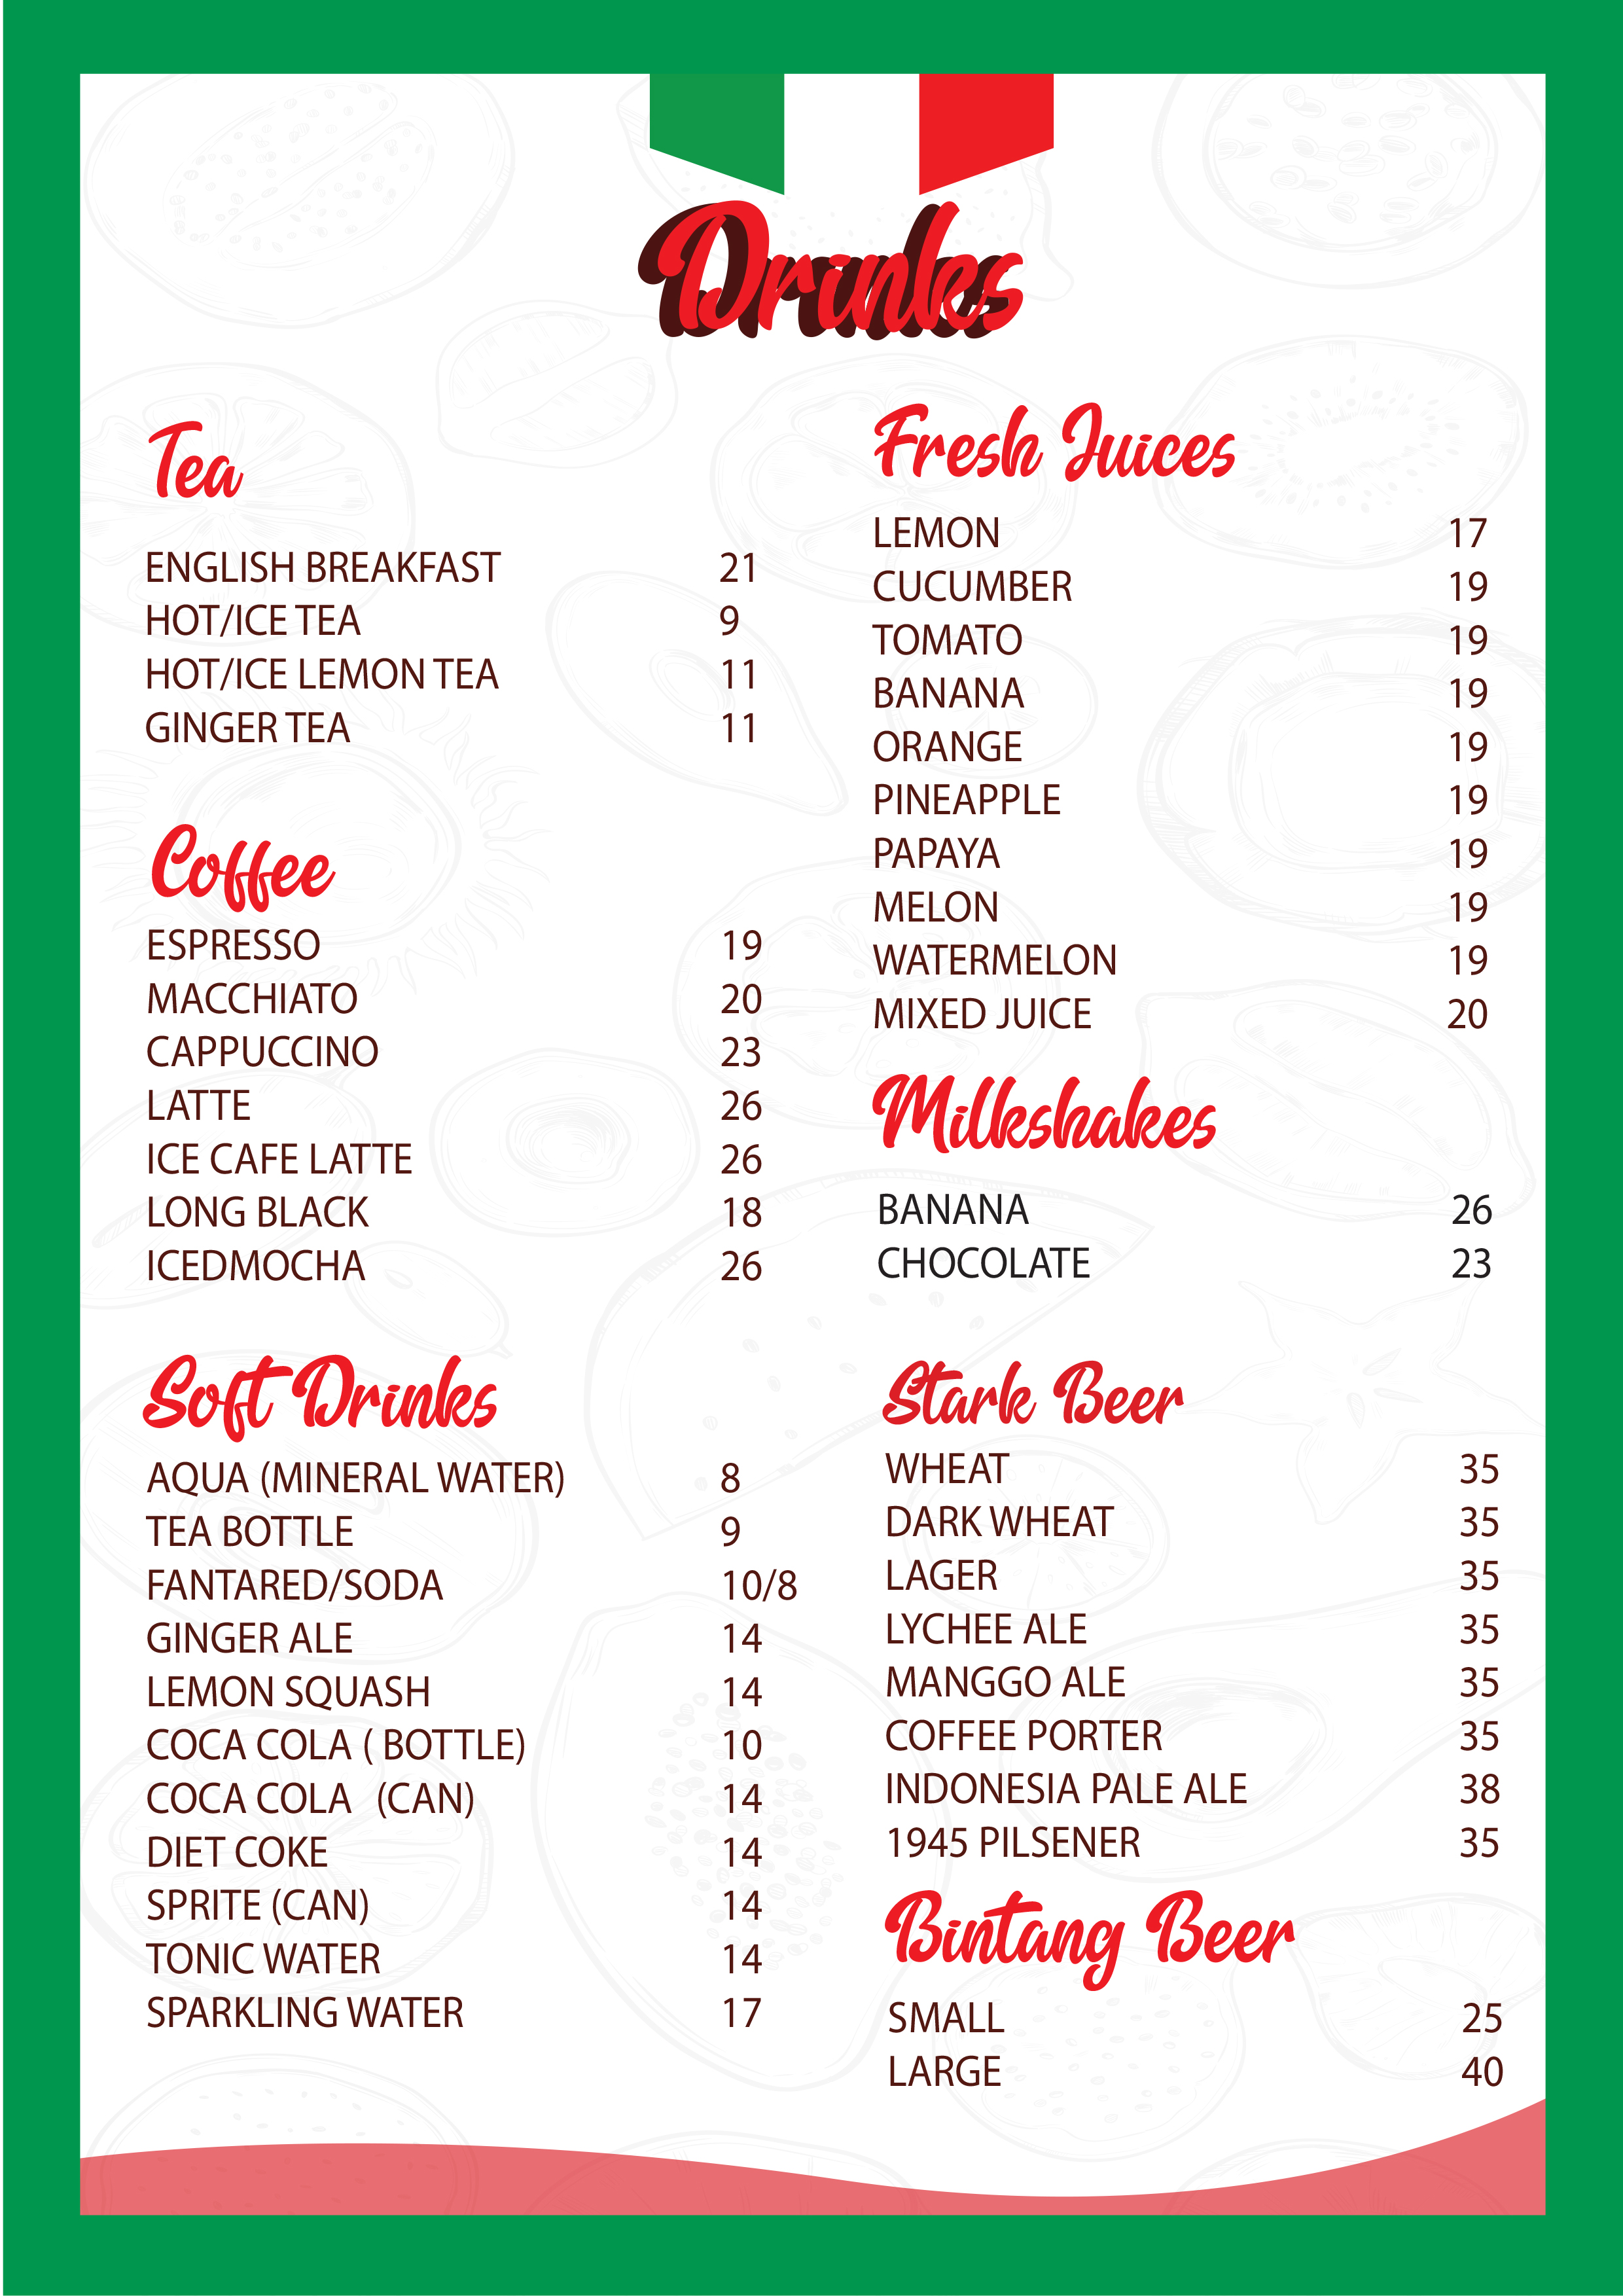 Drinks
Tea
ENGLISH BREAKFAST 21
HOT/ICE TEA 9
HOT/ICE LEMON TEA 11
GINGER TEA 11
Coffee
ESPRESSO 19
MACCHIATO 20
CAPPUCCINO 23
LATTE 26
ICE CAFE LATTE 26
LONG BLACK 18
ICEDMOCHA 26
Soft Drinks
AQUA (MINERAL WATER) 8
TEA BOTTLE 9
FANTARED/SODA 10/8
GINGER ALE 14
LEMON SQUASH 14
COCA COLA ( BOTTLE) 10
COCA COLA (CAN) 14
DIET COKE 14
SPRITE (CAN) 14
TONIC WATER 14
SPARKLING WATER 17
Fresh Juices
LEMON 17
CUCUMBER 19
TOMATO 19
BANANA 19
ORANGE 19
PINEAPPLE 19
PAPAYA 19
MELON 19
WATERMELON 19
MIXED JUICE 20
Milkshakes
BANANA 26
CHOCOLATE 23
Stark Beer
WHEAT 35
DARK WHEAT 35
LAGER 35
LYCHEE ALE 35
MANGGO ALE 35
COFFEE PORTER 35
INDONESIA PALE ALE 38
1945 PILSENER 35
Bintang Beer
SMALL 25
LARGE 40